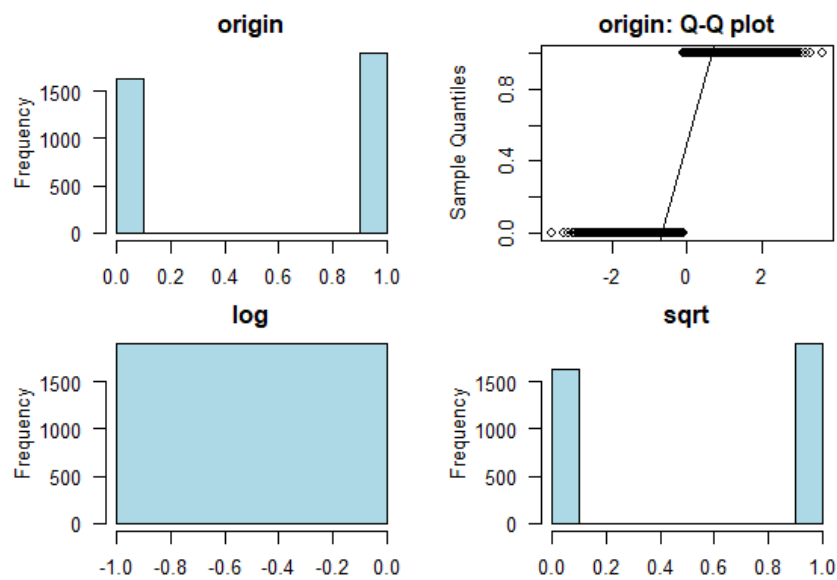 origin
Frequency
0 500 1000 1500
0.0 0.2 0.4 0.6 0.8 1.0
origin: Q-Q plot
Sample Quantiles
0.0 0.4 0.8
-2 0 2
log
Frequency
0 500 1000 1500
-1.0 -0.8 -0.6 -0.4 -0.2 0.0
sqrt
Frequency
0 500 1000 1500
0.0 0.2 0.4 0.6 0.8 1.0